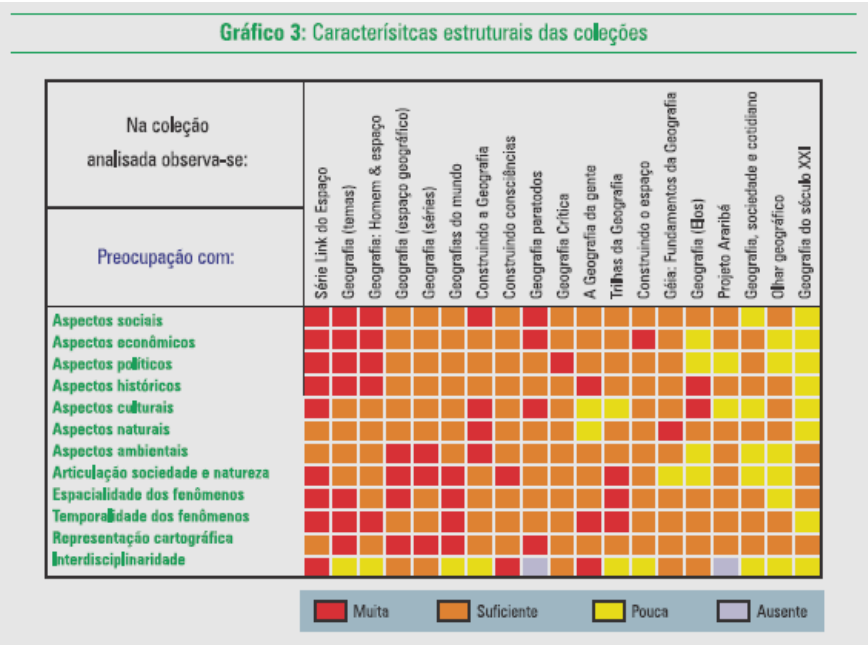 Gráfico 3: Caracterísitcas estruturais das coleções
Na coleção
analisada observa-se:
Preocupação com:
Série Link do Espaço
Geografia (temas)
Geografia: Homem & espaço
Geografia (espaço geográfico)
Geografia (séries)
Geografias do mundo
Construindo a Geografia
Construindo consciências
Geografia paratodos
Geografia Crítica
A Geografia da gente
Trilhas da Geografia
Construindo o espaço
Géia: Fundamentos da Geografia
Geografia (Elos)
Projeto Araribá
Geografia, sociedade e cotidiano
Olhar geográfico
Geografia do século XXI
Aspectos sociais
Aspectos econômicos
Aspectos políticos
Aspectos históricos
Aspectos culturais
Aspectos naturais
Aspectos ambientais
Articulação sociedade e natureza
Espacialidade dos fenômenos
Temporalidade dos fenômenos
Representação cartográfica
Interdisciplinaridade
Muita
Suficiente
Pouca
Ausente